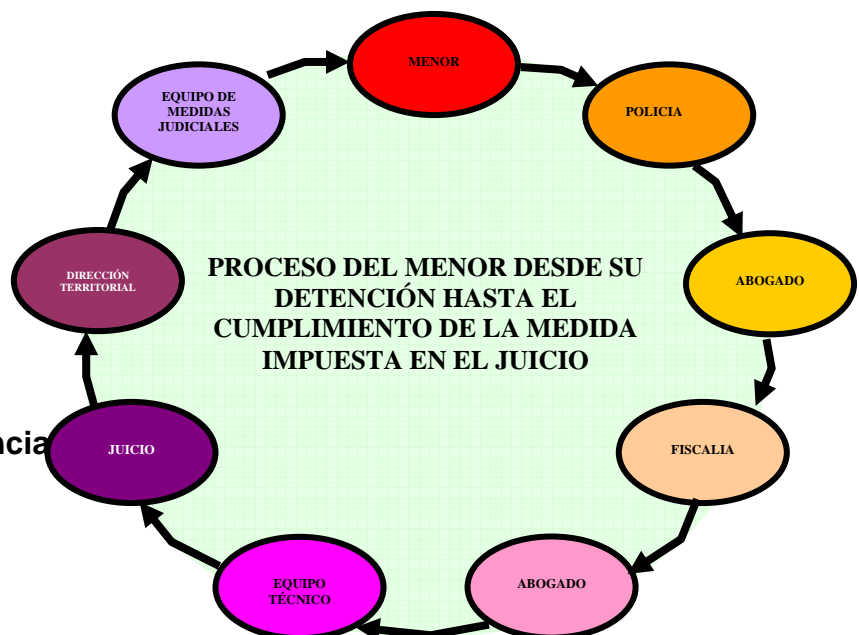 MENOR
POLICIA
ABOGADO
FISCALIA
ABOGADO
EQUIPO
TÉCNICO
JUICIO
DIRECCIÓN
TERRITORIAL
EQUIPO DE
MEDIDAS
JUDICIALES
PROCESO DEL MENOR DESDE SU
DETENCIÓN HASTA EL
CUMPLIMIENTO DE LA MEDIDA
IMPUESTA EN EL JUICIO
ncia